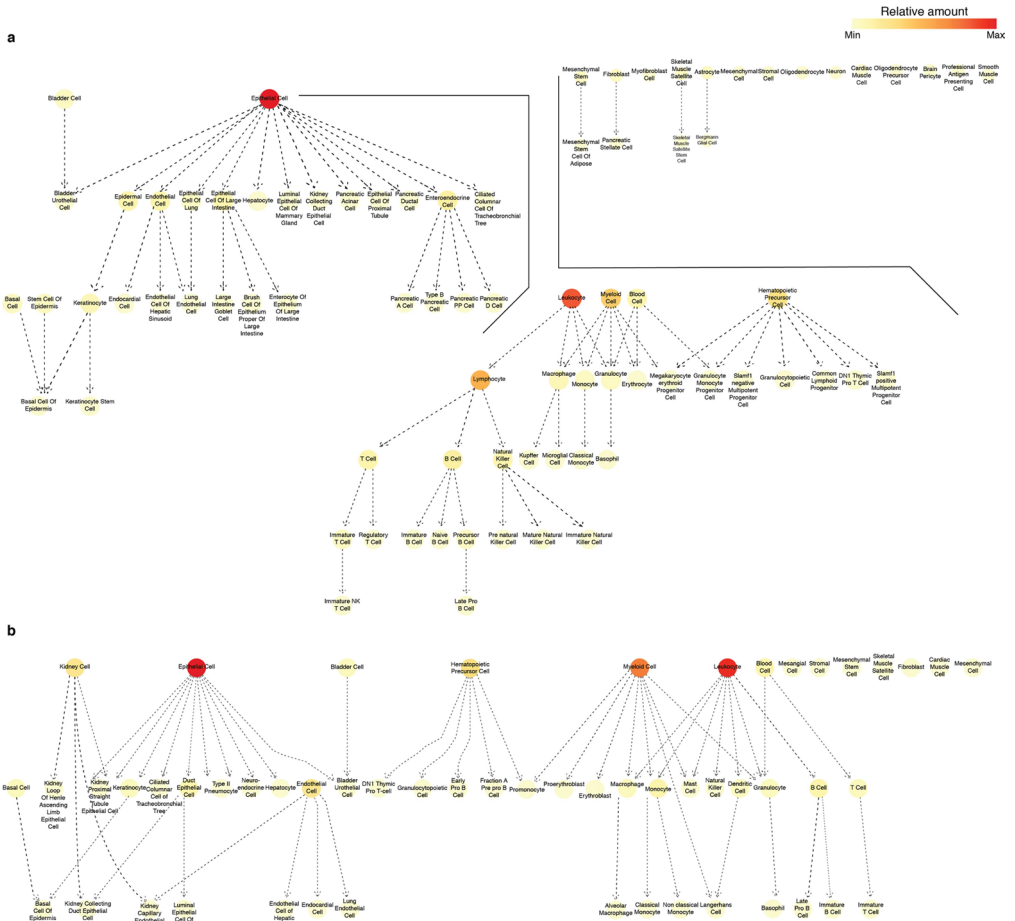 Relative amount
Min Max
a
Mesenchymal
Stem
Cell
Fibroblast
Myofibroblast
Cell
Skeletal
Muscle
Satellite
Cell
Astrocyte
Mesenchymal
Cell
Stromal
Cell
Oligodendrocyte
Neuron
Cardiac
Muscle
Cell
Oligodendrocyte
Precursor
Cell
Brain
Pericyte
Professional
Antigen
Presenting
Cell
Smooth
Muscle
Cell
Bladder Cell
Epithelial Cell
Mesenchymal
Stem
Cell Of
Adipose
Pancreatic
Stellate Cell
Skeletal
Muscle
Satellite
Stem
Cell
Bergmann
Glial Cell
Bladder
Urothelial
Cell
Epidermal
Cell
Endothelial
Cell
Epithelial
Cell Of
Lung
Epithelial
Cell Of Large
Intestine
Hepatocyte
Luminal
Epithelial
Cell Of
Mammary
Gland
Kidney
Collecting
Duct
Epithelial
Cell
Pancreatic
Acinar
Cell
Epithelial
Cell Of
Proximal
Tubule
Pancreatic
Ductal
Cell
Enteroendocrine
Cell
Ciliated
Columnar
Cell Of
Tracheobronchial
Tree
Basal
Cell
Stem Cell Of
Epidermis
Keratinocyte
Endocardial
Cell
Endothelial
Cell Of
Hepatic
Sinusoid
Lung
Endothelial
Cell
Large
Intestine
Goblet
Cell
Brush
Cell Of
Epithelium
Proper Of
Large
Intestine
Enterocyte Of
Epithelium
Of Large
Intestine
Pancreatic
A Cell
Type B
Pancreatic
Cell
Pancreatic
PP Cell
Pancreatic
D Cell
Leukocyte
Myeloid
Cell
Blood
Cell
Hematopoietic
Precursor
Cell
Basal Cell Of
Epidermis
Keratinocyte Stem
Cell
Lymphocyte
Macrophage
Monocyte
Granulocyte
Erythrocyte
Megakaryocyte
erythroid
Progenitor
Cell
Granulocyte
Monocyte
Progenitor
Cell
Slamf1
negative
Multipotent
Progenitor
Cell
Granulocytopoietic
Cell
Common
Lymphoid
Progenitor
DN1 Thymic
Pro T Cell
Slamf1
positive
Multipotent
Progenitor
Cell
T Cell
B Cell
Natural
Killer
Cell
Kupffer
Cell
Microglial
Cell
Classical
Monocyte
Basophil
Immature
T Cell
Regulatory
T Cell
Immature
B Cell
Naive
B Cell
Precursor
B Cell
Pre natural
Killer Cell
Mature Natural
Killer Cell
Immature Natural
Killer Cell
Immature NK
T Cell
Late Pro
B Cell
b
Kidney Cell
Epithelial Cell
Bladder Cell
Hematopoietic
Precursor Cell
Myeloid Cell
Leukocyte
Blood
Cell
Mesangial
Cell
Stromal
Cell
Mesenchymal
Stem
Cell
Skeletal
Muscle
Satellite
Cell
Fibroblast
Cardiac
Muscle
Cell
Mesenchymal
Cell
Basal Cell
Kidney
Loop
Of Henle
Ascending
Limb
Epithelial
Cell
Kidney
Proximal
Straight
Tubule
Epithelial Cell
Keratinocyte
Ciliated
Columnar
Cell of
Tracheobronchial
Tree
Duct
Epithelial
Cell
Type II
Pneumocyte
Neuro-
endocrine
Cell
Hepatocyte
Endothelial
Cell
Bladder
Urothelial
Cell
DN1 Thymic
Pro T-cell
Granulocytopoietic
Cell
Early
Pro B
Cell
Fraction A
Pre pro B
Cell
Promonocyte
Proerythroblast
Erythroblast
Macrophage
Monocyte
Mast
Cell
Natural
Killer
Cell
Dendritic
Cell
Granulocyte
B Cell
T Cell
Basal
Cell Of
Epidermis
Kidney Collecting
Duct Epithelial
Cell
Kidney
Capillary
Endothelial
Luminal
Epithelial
Cell Of
Endothelial
Cell of
Hepatic
Endocardial
Cell
Lung
Endothelial
Cell
Alveolar
Macrophage
Classical
Monocyte
Non classical
Monocyte
Langerhans
Cell
Basophil
Late
Pro B
Cell
Immature
B Cell
Immature
T Cell